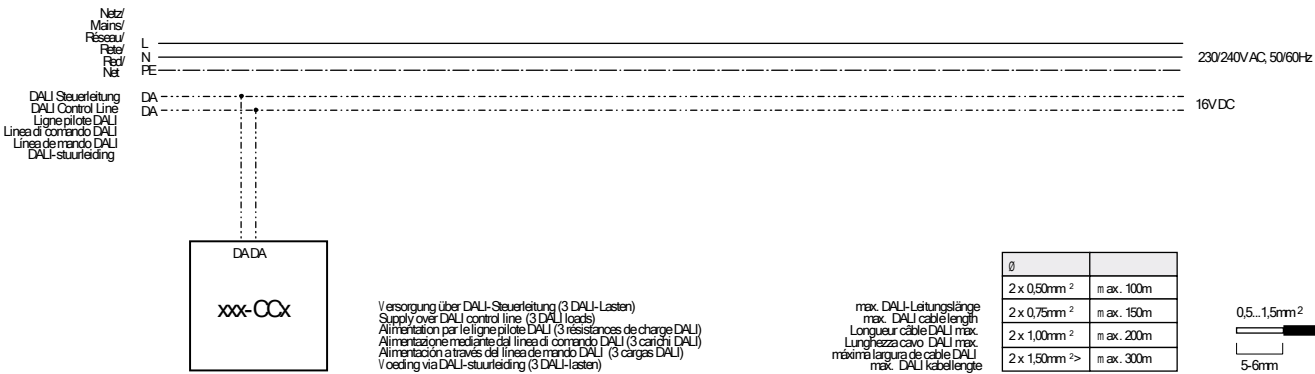 Netz/
Mains/
Réseau/
Rete/
Red/
Net
L
N
PE
230/240V AC, 50/60Hz
DALI Steuerleitung
DALI Control Line
Ligne pilote DALI
Linea di comando DALI
Línea de mando DALI
DALI-stuurleiding
DA
DA
16V DC
DA DA
xxx-CCx
Versorgung über DALI-Steuerleitung (3 DALI-Lasten)
Supply over DALI control line (3 DALI loads)
Alimentation par le ligne pilote DALI (3 résistances de charge DALI)
Alimentazione mediante dal linea di comando DALI (3 carichi DALI)
Alimentación a través del línea de mando DALI (3 cargas DALI)
Voeding via DALI-stuurleiding (3 DALI-lasten)
max. DALI-Leitungslänge
max. DALI cable length
Longueur câble DALI max.
Lunghezza cavo DALI max.
máxima largura de cable DALI
max. DALI kabellengte
Ø
2 x 0,50mm ² max. 100m
2 x 0,75mm ² max. 150m
2 x 1,00mm ² max. 200m
2 x 1,50mm ²> max. 300m
0,5...1,5mm ²
5-6mm